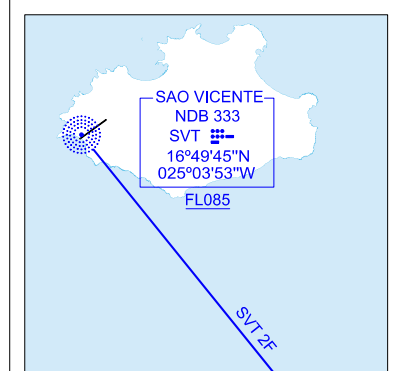 SAO VICENTE
NDB 333
SVT
16º49'45"N
025º03'53"W
FL085
SVT 2F